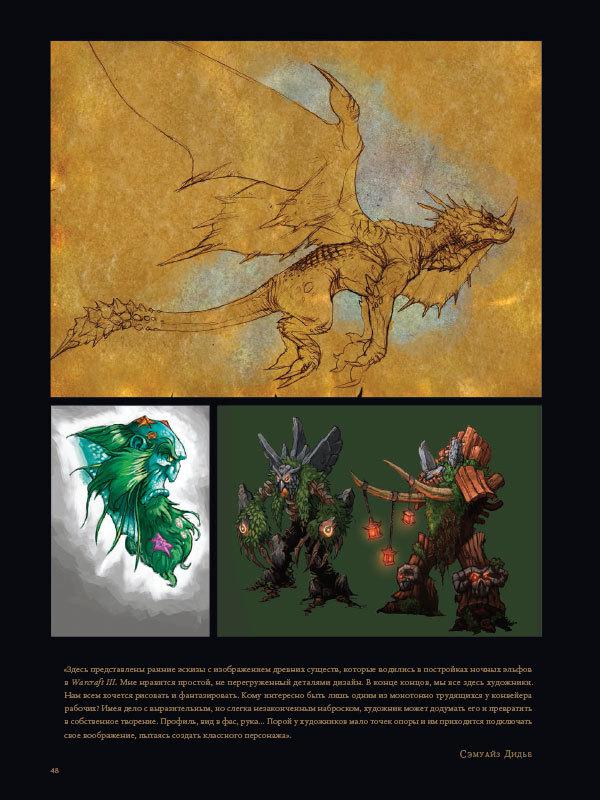 «Здесь представлены ранние эскизы с изображением древних существ, которые водились в постройках ночных эльфов
в Warcraft III. Мне нравится простой, не перегруженный деталями дизайн. В конце концов, мы все здесь художники.
Нам всем хочется рисовать и фантазировать. Кому интересно быть лишь одним из монотонно трудящихся у конвейера
рабочих? Имея дело с выразительным, но слегка незаконченным наброском, художник может додумать его и превратить
в собственное творение. Профиль, вид в фас, рука... Порой у художников мало точек опоры и им приходится подключать
свое воображение, пытаясь создать классного персонажа».
Сэмуайз Дидье
48